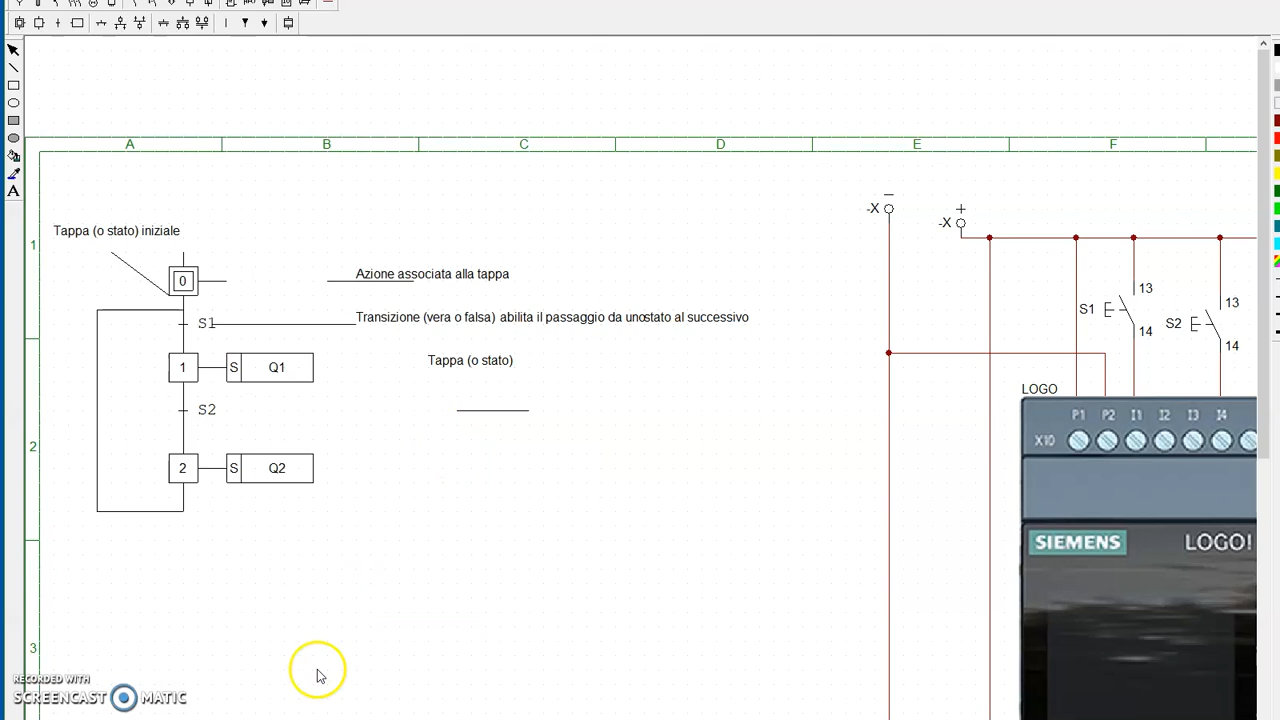 A B C D E F
Tappa (o stato) iniziale
-X
− 
-X
+
1
0
Azione associata alla tappa
S1
Transizione (vera o falsa) abilita il passaggio da unostato al successivo
S1
13
14
S2
13
14
1
S
Q1
Tappa (o stato)
LOGO
S2
P1 P2 I1 I2 I3 I4
X10
2
2
S
Q2
SIEMENS
LOGO!
3
RECORDED WITH
SCREENCAST MATIC
A